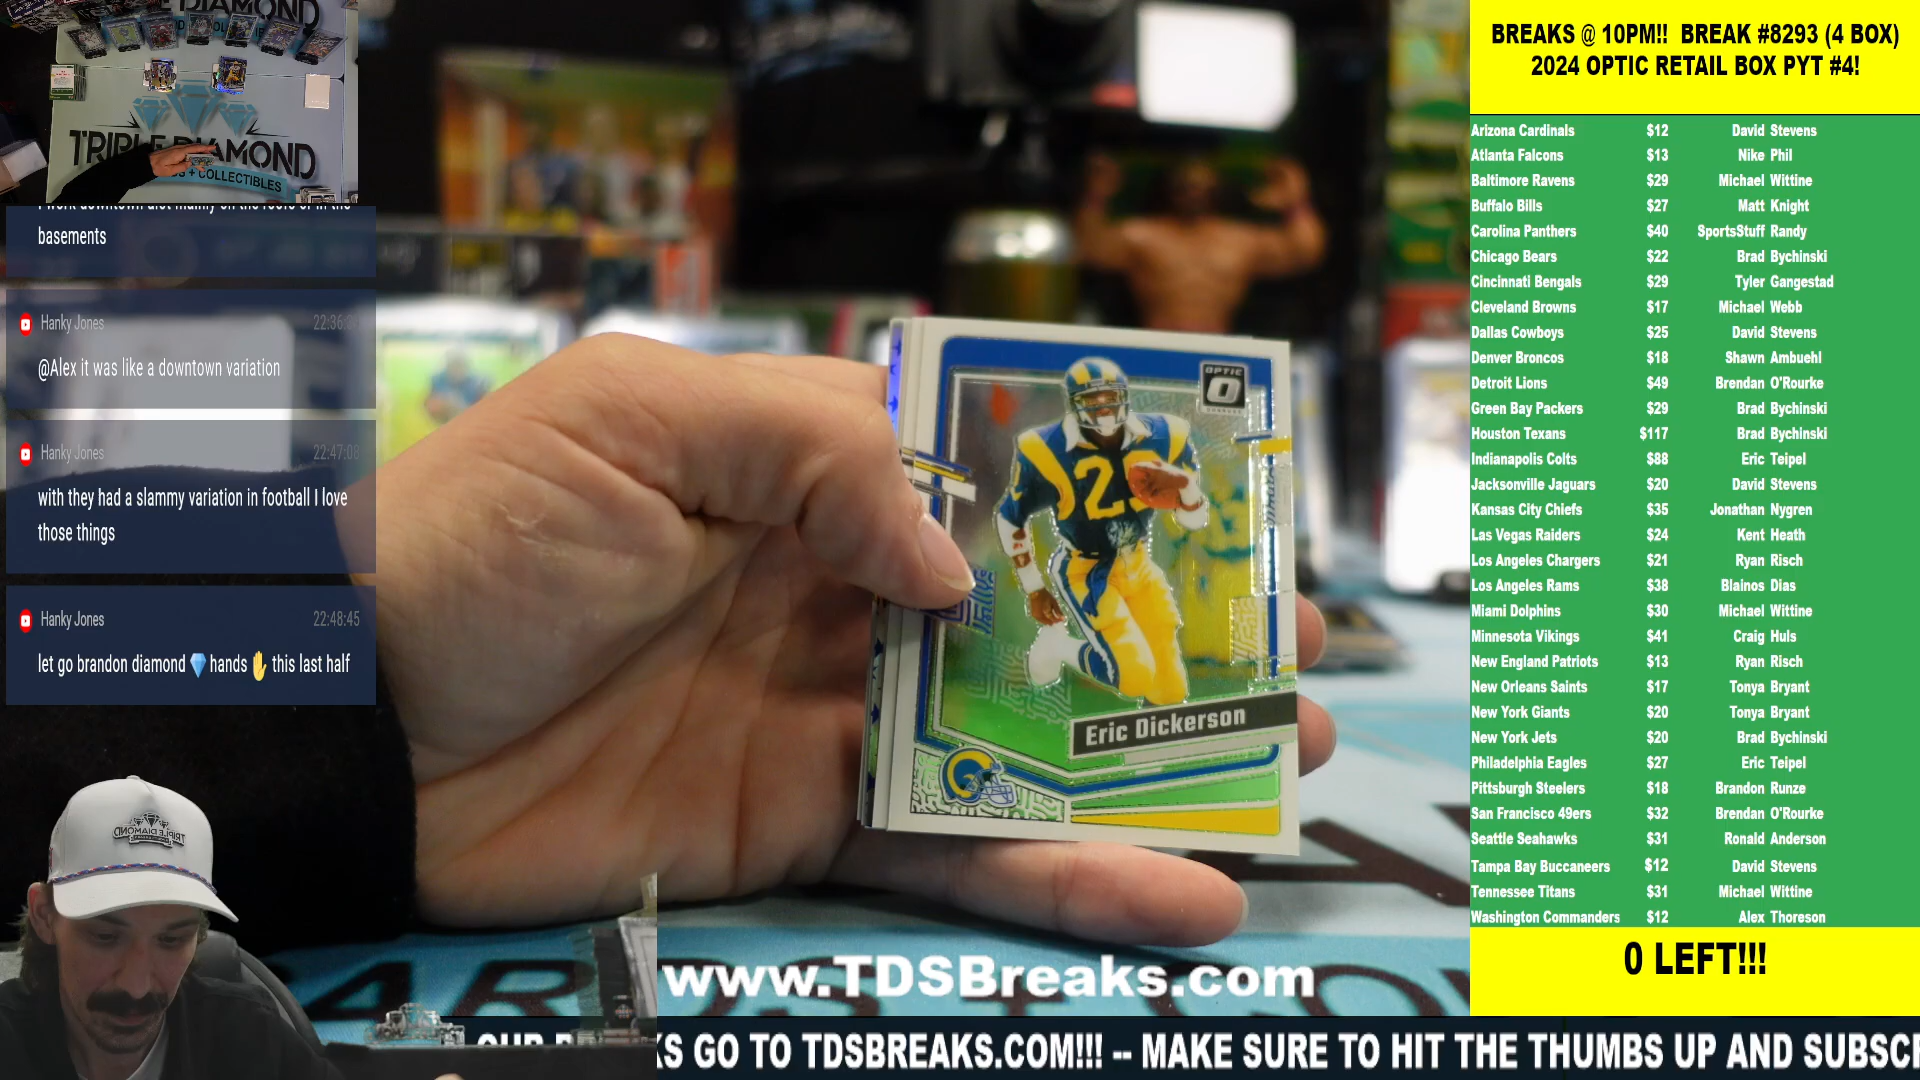 TRIPLE DIAMOND
S + COLLECTIBLES
basements
Hanky Jones
@Alex it was like a downtown variation
Hanky Jones 22:47:08
with they had a slammy variation in football I love
those things
Hanky Jones 22:48:45
let go brandon diamond 💎 hands ✋ this last half
OPTIC
Eric Dickerson
www.TDSBreaks.com
KS GO TO TDSBREAKS.COM!!! -- MAKE SURE TO HIT THE THUMBS UP AND SUBSC
BREAKS @ 10PM!! BREAK #8293 (4 BOX)
2024 OPTIC RETAIL BOX PYT #4!
Arizona Cardinals $12 David Stevens
Atlanta Falcons $13 Nike Phil
Baltimore Ravens $29 Michael Wittine
Buffalo Bills $27 Matt Knight
Carolina Panthers $40 SportsStuff Randy
Chicago Bears $22 Brad Bychinski
Cincinnati Bengals $29 Tyler Gangestad
Cleveland Browns $17 Michael Webb
Dallas Cowboys $25 David Stevens
Denver Broncos $18 Shawn Ambuehl
Detroit Lions $49 Brendan O'Rourke
Green Bay Packers $29 Brad Bychinski
Houston Texans $117 Brad Bychinski
Indianapolis Colts $88 Eric Teipel
Jacksonville Jaguars $20 David Stevens
Kansas City Chiefs $35 Jonathan Nygren
Las Vegas Raiders $24 Kent Heath
Los Angeles Chargers $21 Ryan Risch
Los Angeles Rams $38 Blainos Dias
Miami Dolphins $30 Michael Wittine
Minnesota Vikings $41 Craig Huls
New England Patriots $13 Ryan Risch
New Orleans Saints $17 Tonya Bryant
New York Giants $20 Tonya Bryant
New York Jets $20 Brad Bychinski
Philadelphia Eagles $27 Eric Teipel
Pittsburgh Steelers $18 Brandon Runze
San Francisco 49ers $32 Brendan O'Rourke
Seattle Seahawks $31 Ronald Anderson
Tampa Bay Buccaneers $12 David Stevens
Tennessee Titans $31 Michael Wittine
Washington Commanders $12 Alex Thoreson
0 LEFT!!!